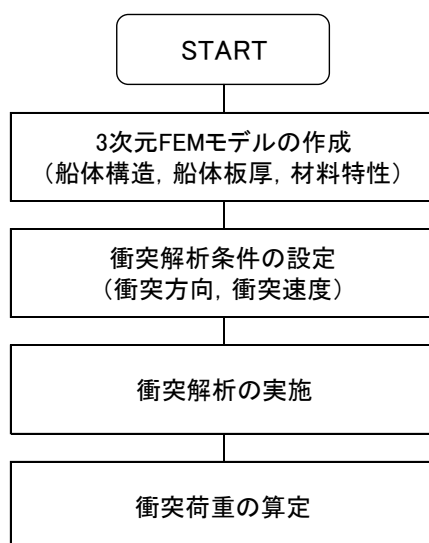 START
3次元FEMモデルの作成
（船体構造，船体板厚，材料特性）
衝突解析条件の設定
（衝突方向，衝突速度）
衝突解析の実施
衝突荷重の算定